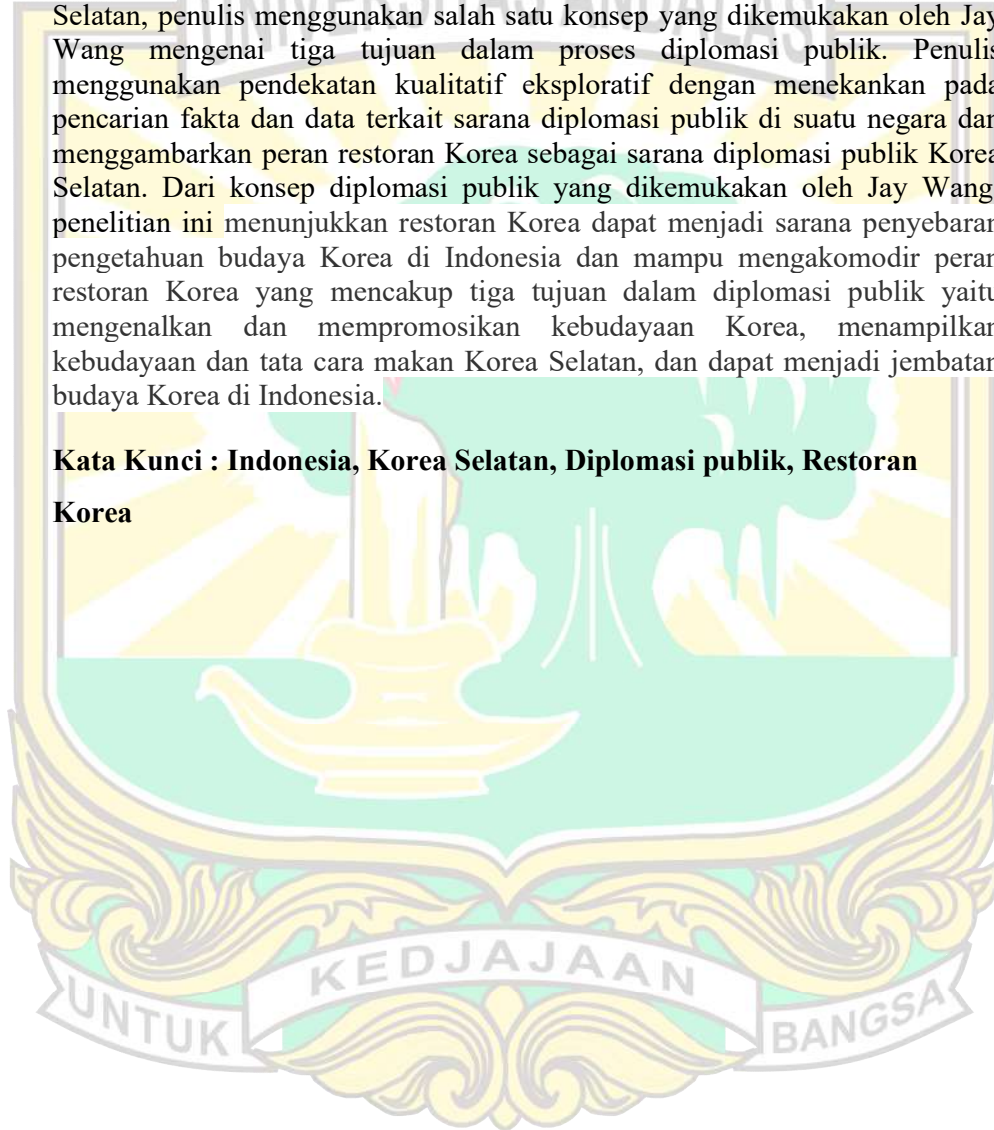 UNIVERSITAS ANDALAS
Selatan, penulis menggunakan salah satu konsep yang dikemukakan oleh Jay
Wang mengenai tiga tujuan dalam proses diplomasi publik. Penulis
menggunakan pendekatan kualitatif eksploratif dengan menekankan pada
pencarian fakta dan data terkait sarana diplomasi publik di suatu negara dan
menggambarkan peran restoran Korea sebagai sarana diplomasi publik Korea
Selatan. Dari konsep diplomasi publik yang dikemukakan oleh Jay Wang
penelitian ini menunjukkan restoran Korea dapat menjadi sarana penyebaran
pengetahuan budaya Korea di Indonesia dan mampu mengakomodir peran
restoran Korea yang mencakup tiga tujuan dalam diplomasi publik yaitu
mengenalkan dan mempromosikan kebudayaan Korea, menampilkan
kebudayaan dan tata cara makan Korea Selatan, dan dapat menjadi jembatan
budaya Korea di Indonesia.
Kata Kunci : Indonesia, Korea Selatan, Diplomasi publik, Restoran
Korea
UNTUK KEDJAJAAN BANGSA